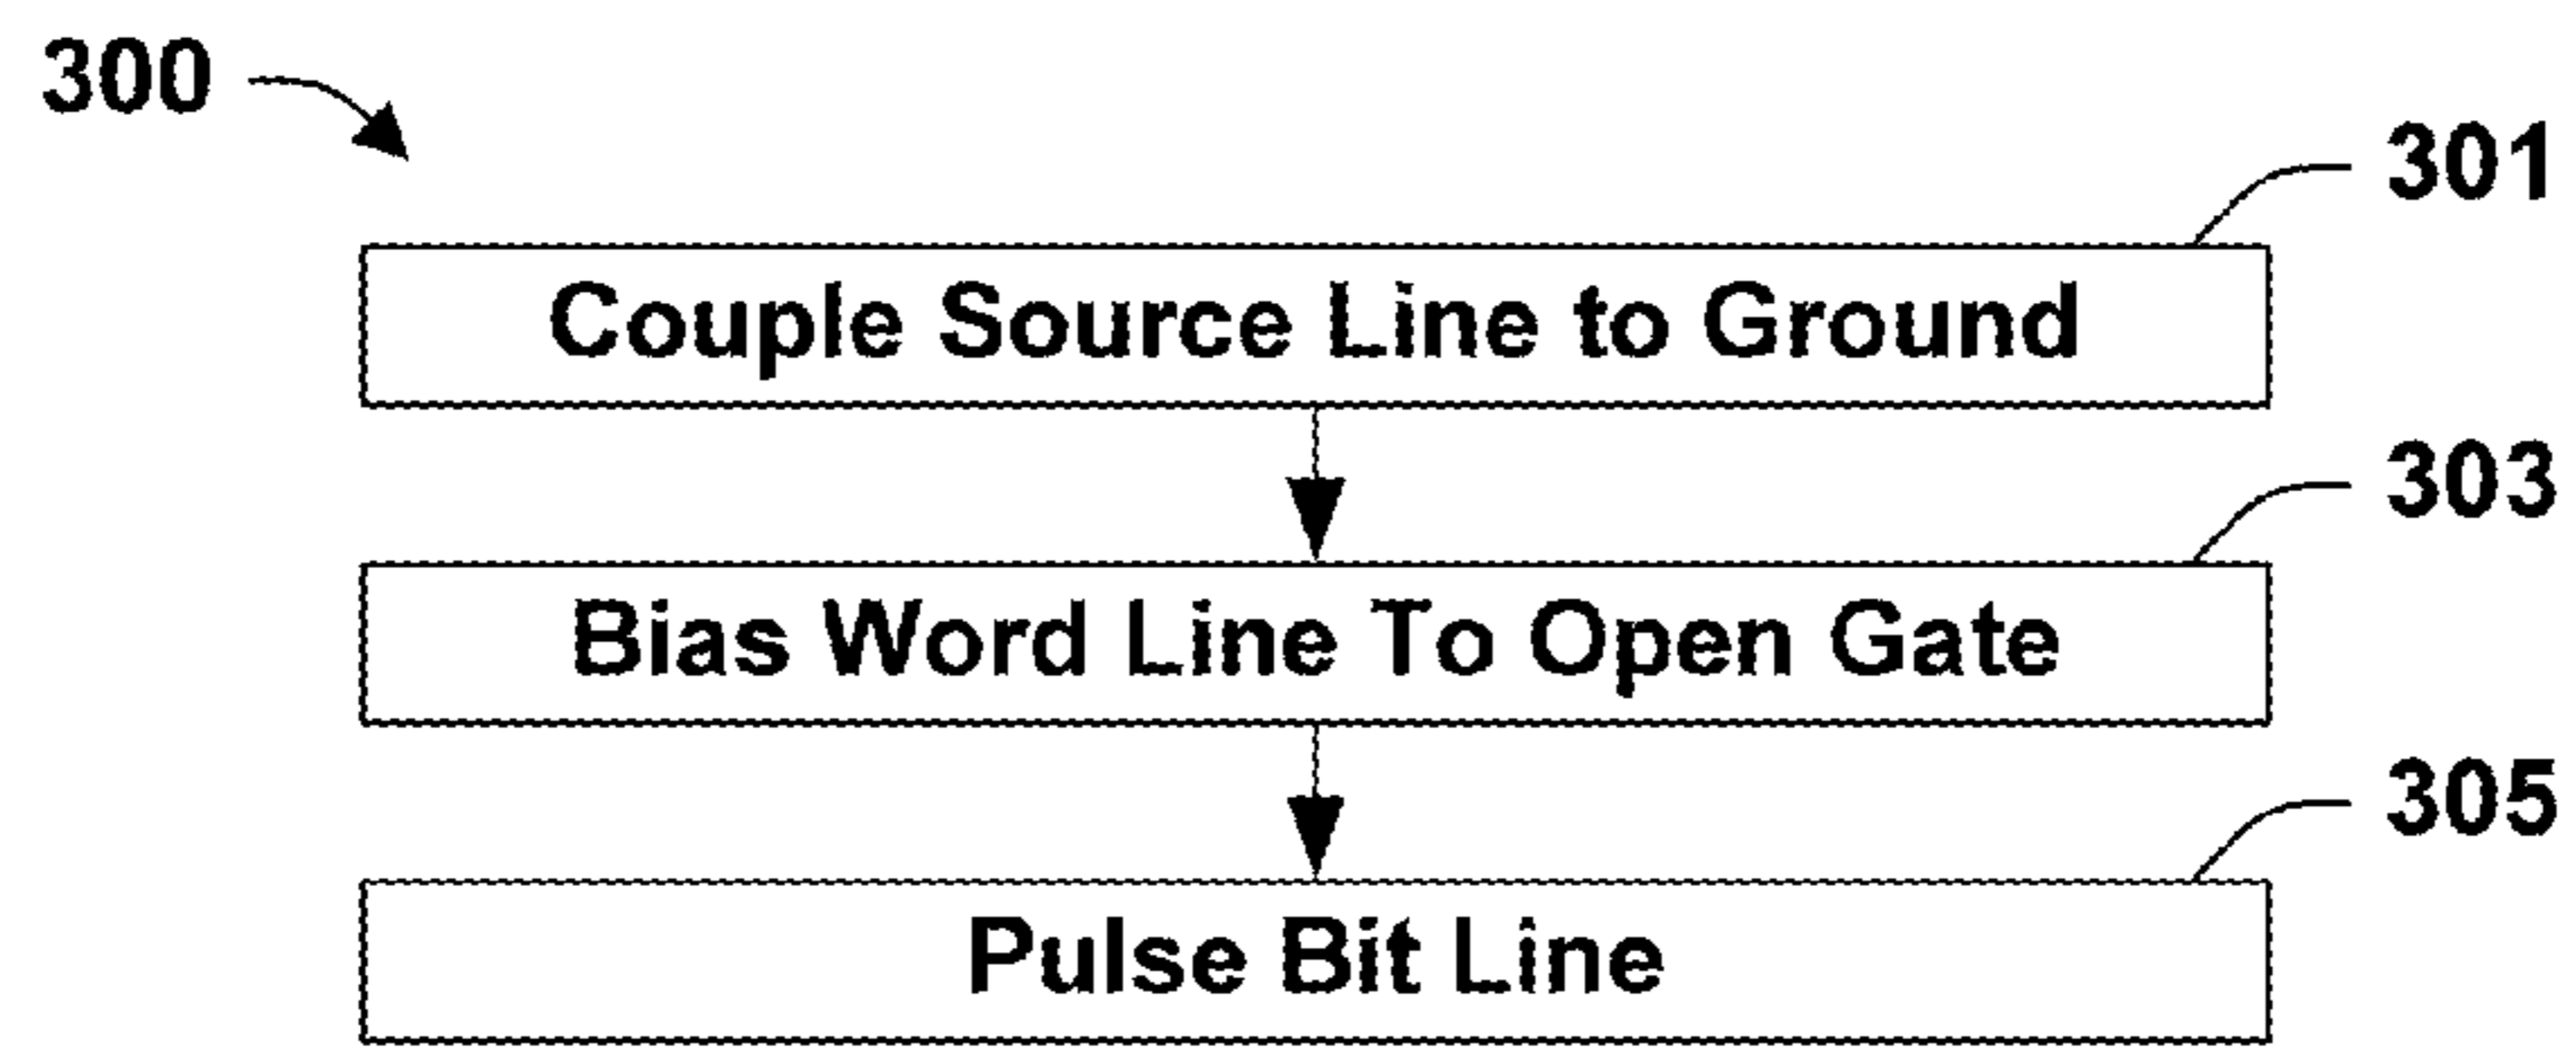 300
301
Couple Source Line to Ground
303
Bias Word Line To Open Gate
305
Pulse Bit Line